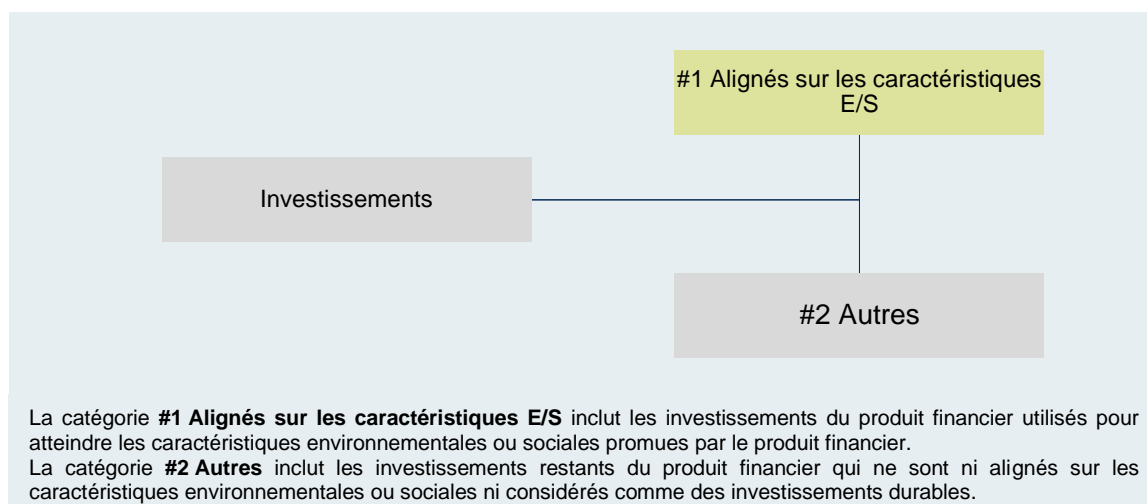 #1 Alignés sur les caractéristiques
E/S
Investissements
#2 Autres
La catégorie #1 Alignés sur les caractéristiques E/S inclut les investissements du produit financier utilisés pour
atteindre les caractéristiques environnementales ou sociales promues par le produit financier.
La catégorie #2 Autres inclut les investissements restants du produit financier qui ne sont ni alignés sur les
caractéristiques environnementales ou sociales ni considérés comme des investissements durables.